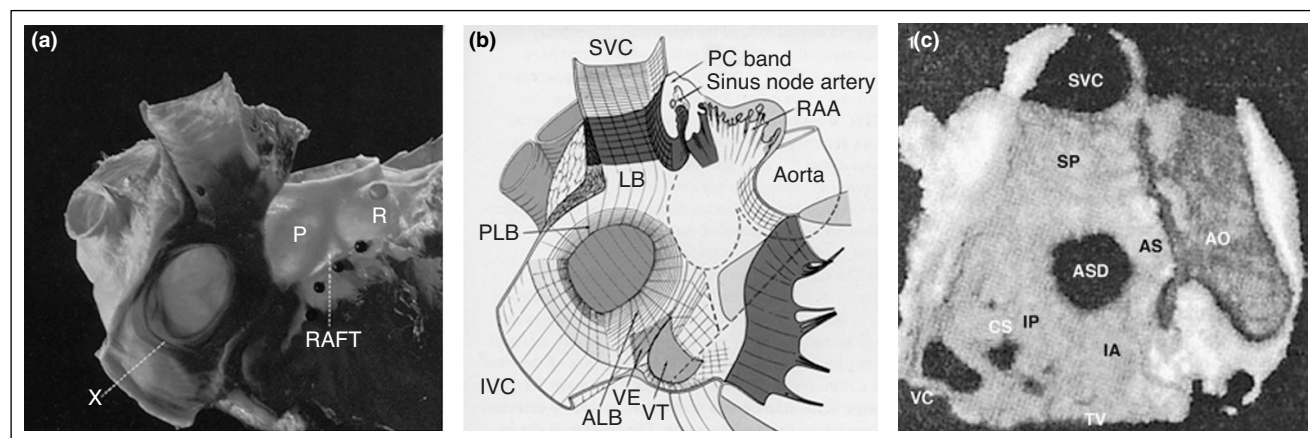 (a)
P
R
RAFT
X
(b)
SVC
PC band
Sinus node artery
RAA
LB
Aorta
PLB
IVC
VE
ALB
VT
(c)
SVC
SP
AS
AO
ASD
CS
IP
IA
VC
TV